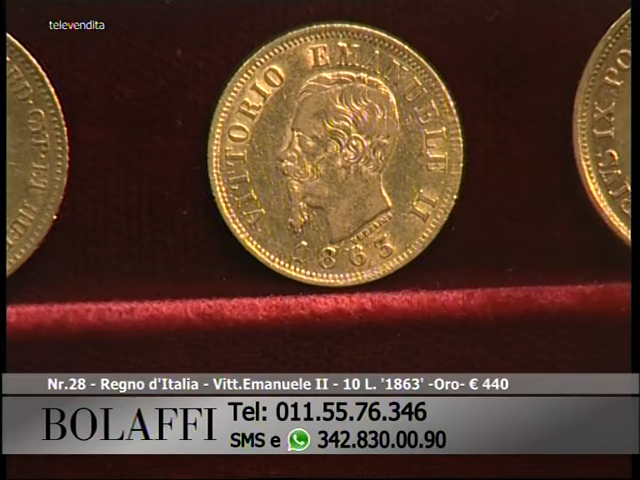 televendita
VITTORIO EMANUELE II
1863
Nr.28 - Regno d'Italia - Vitt.Emanuele II - 10 L. '1863' -Oro- € 440
BOLAFFI
Tel: 011.55.76.346
SMS e 342.830.00.90